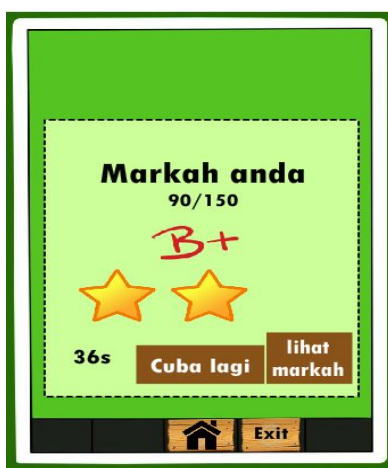 Markah anda
90/150
B+
36s
Cuba lagi
lihat
markah
Exit